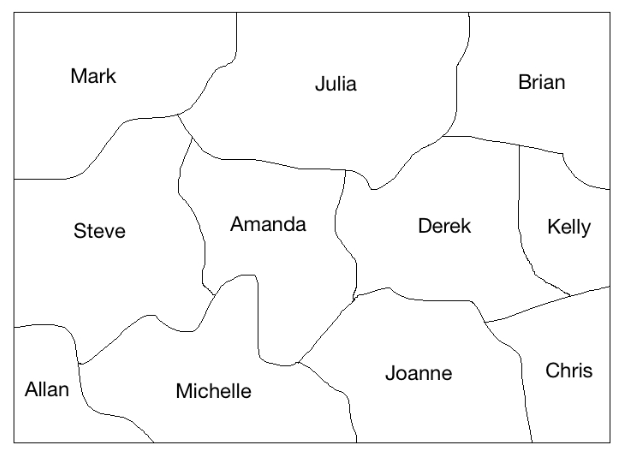 Mark
Julia
Brian
Steve
Amanda
Derek
Kelly
Allan
Michelle
Joanne
Chris